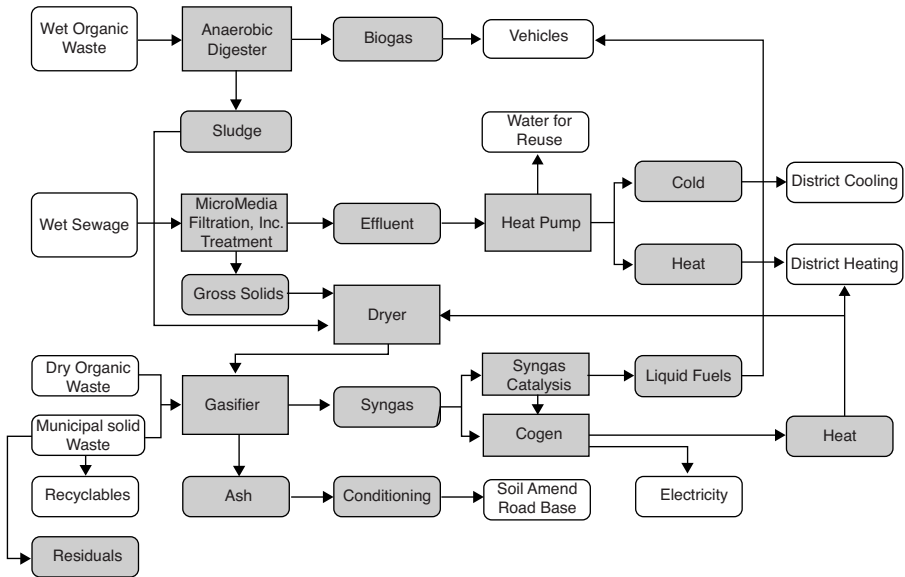 Wet Organic
Waste
Anaerobic
Digester
Biogas
Vehicles
Sludge
Water for
Reuse
Wet Sewage
MicroMedia
Filtration, Inc.
Treatment
Effluent
Heat Pump
Cold
District Cooling
Heat
District Heating
Gross Solids
Dryer
Dry Organic
Waste
Gasifier
Syngas
Syngas
Catalysis
Liquid Fuels
Municipal solid
Waste
Cogen
Heat
Recyclables
Ash
Conditioning
Soil Amend
Road Base
Electricity
Residuals